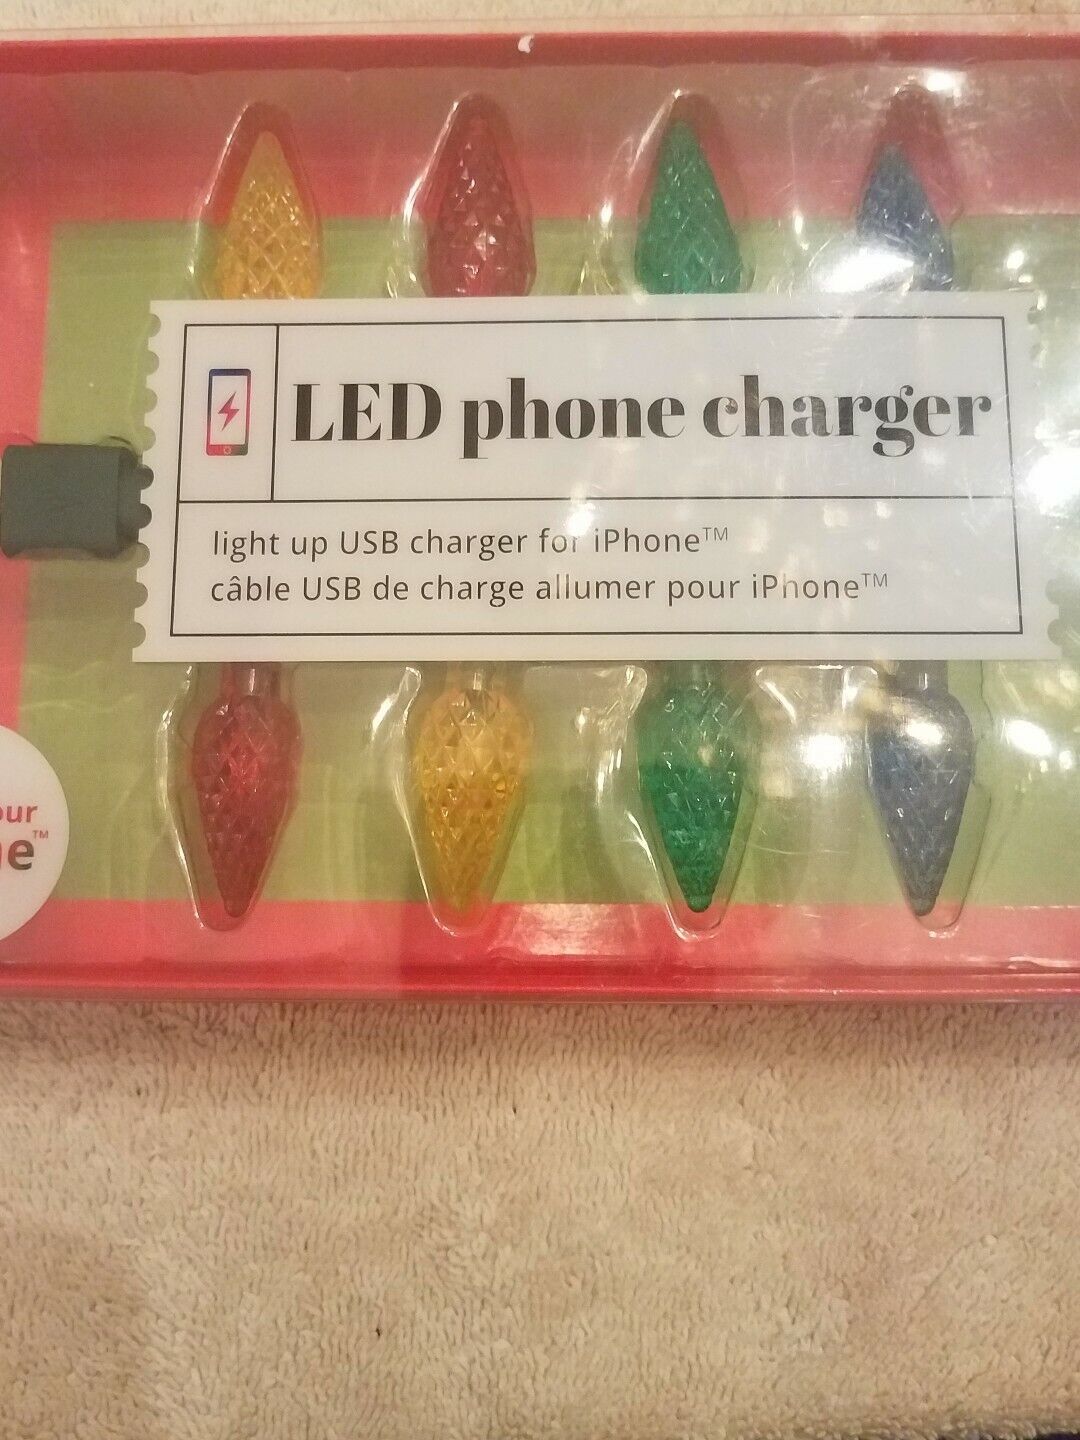 LED phone charger
light up USB charger for iPhone™
câble USB de charge allumer pour iPhone™